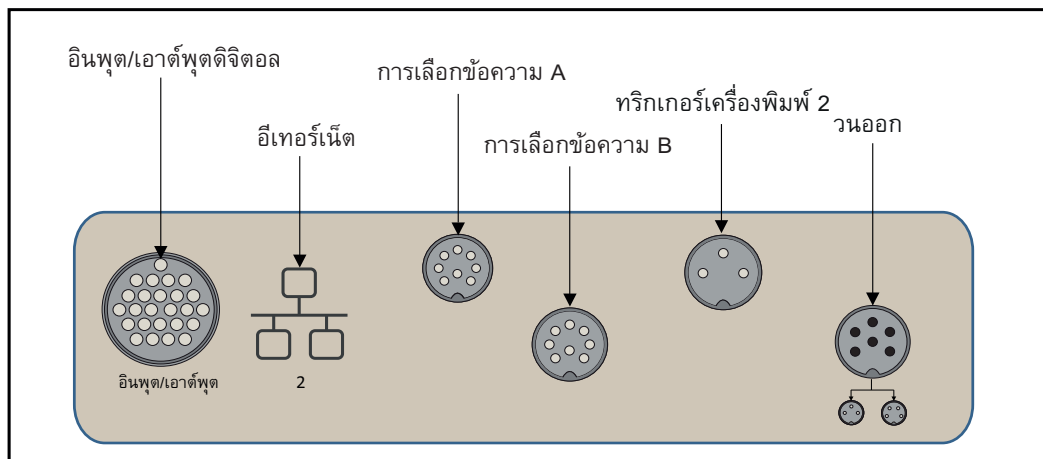 อินพุต/เอาต์พุตดิจิตอล
การเลือกข้อความ A
ทริกเกอร์เครื่องพิมพ์ 2
วนออก
อีเทอร์เน็ต
การเลือกข้อความ B
อินพุต/เอาต์พุต
2